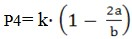 P4= k· (1 − 2a/b)